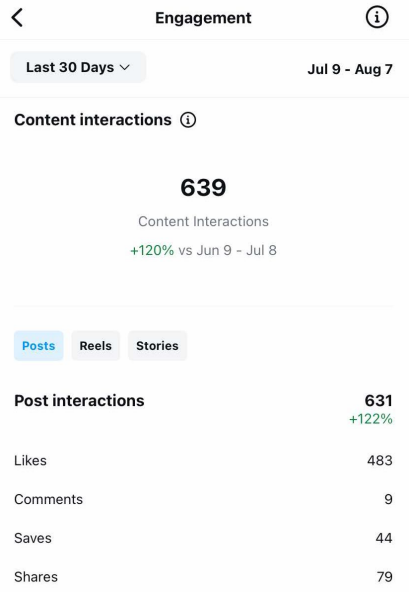 Engagement
Last 30 Days Jul 9 - Aug 7
Content interactions
639
Content Interactions
+120% vs Jun 9 - Jul 8
Posts Reels Stories
Post interactions 631
+122%
Likes 483
Comments 9
Saves 44
Shares 79